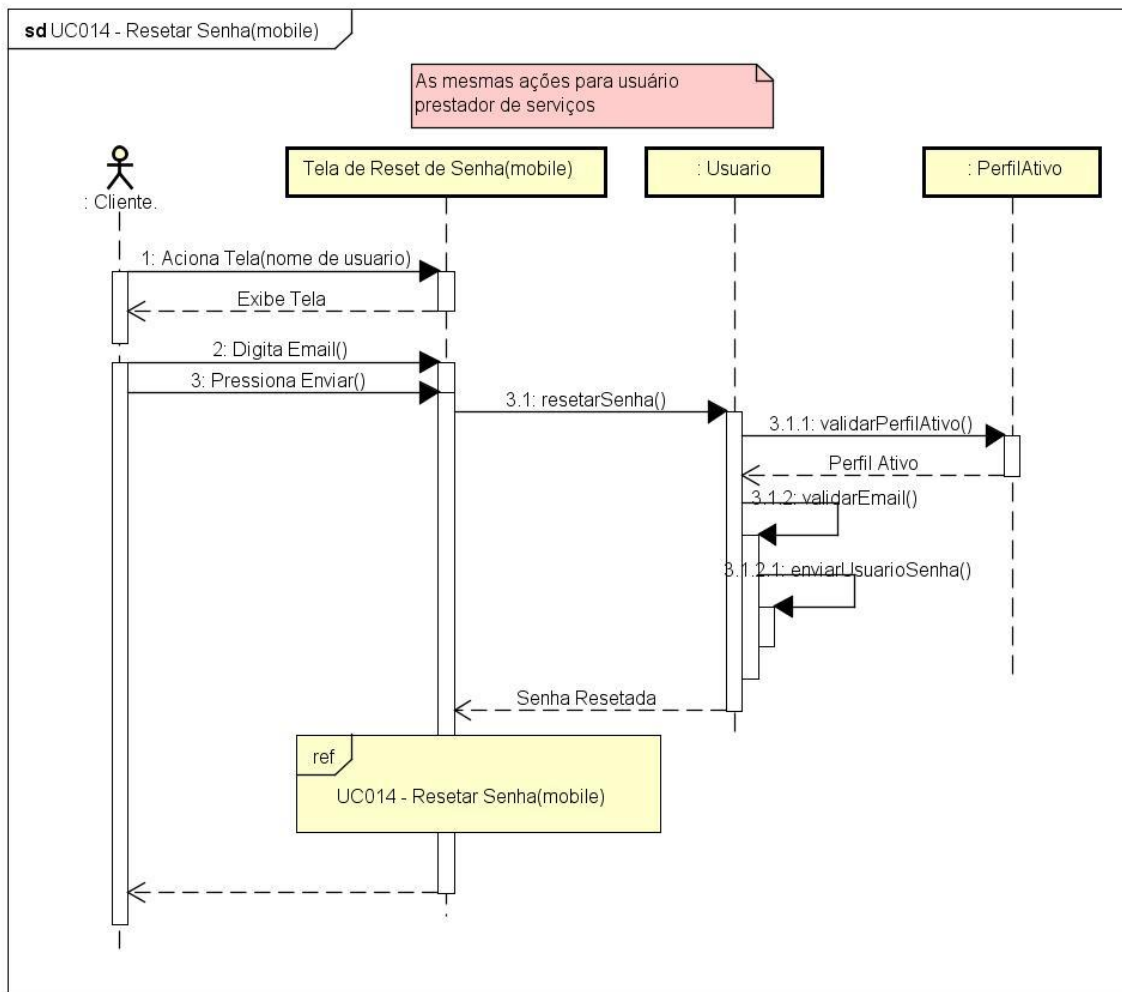 sd UC014 - Resetar Senha(mobile)
As mesmas ações para usuário
prestador de serviços
: Cliente.
Tela de Reset de Senha(mobile)
: Usuario
: PerfilAtivo
1: Aciona Tela(nome de usuario)
Exibe Tela
2: Digita Email()
3: Pressiona Enviar()
3.1: resetarSenha()
3.1.1: validarPerfilAtivo()
Perfil Ativo
3.1.2: validarEmail()
3.1.2.1: enviarUsuarioSenha()
Senha Resetada
ref
UC014 - Resetar Senha(mobile)